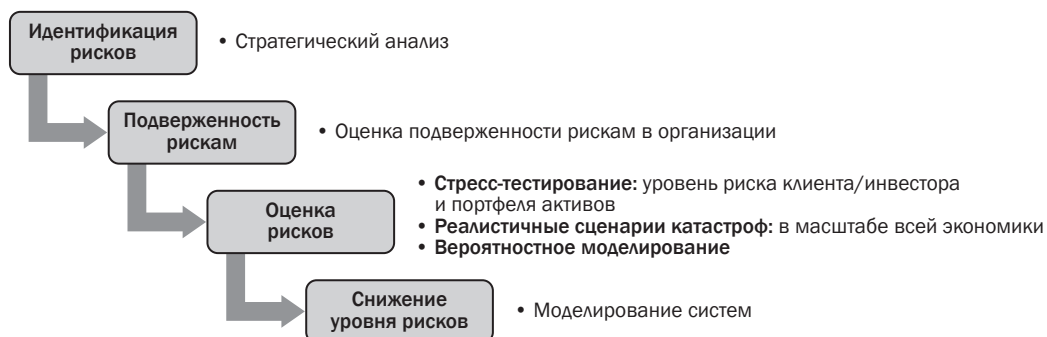 Идентификация
рисков
• Стратегический анализ
Подверженность
рискам
• Оценка подверженности рискам в организации
Оценка
рисков
• Стресс-тестирование: уровень риска клиента/инвестора
и портфеля активов
• Реалистичные сценарии катастроф: в масштабе всей экономики
• Вероятностное моделирование
Снижение
уровня рисков
• Моделирование систем